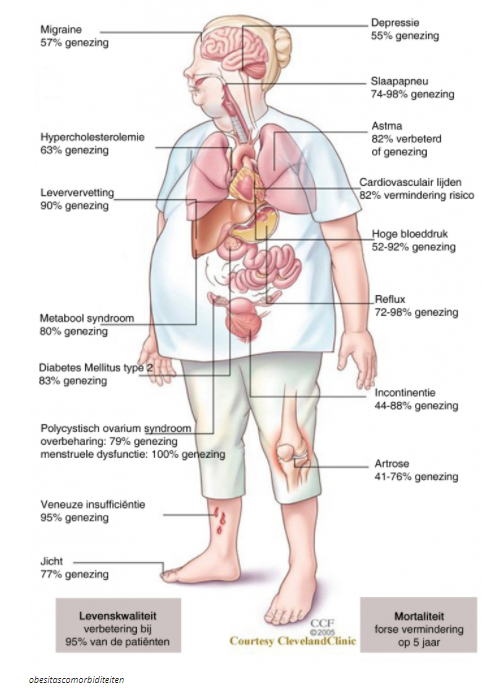 Migraine
57% genezing
Depressie
55% genezing
Slaapapneu
74-98% genezing
Hypercholesterolemie
63% genezing
Astma
82% verbeterd
of genezing
Leververvetting
90% genezing
Cardiovasculair lijden
82% vermindering risico
Hoge bloeddruk
52-92% genezing
Metabool syndroom
80% genezing
Reflux
72-98% genezing
Diabetes Mellitus type 2
83% genezing
Incontinentie
44-88% genezing
Polycystisch ovarium syndroom
overbeharing: 79% genezing
menstruele dysfunctie: 100% genezing
Artrose
41-76% genezing
Veneuze insufficiëntie
95% genezing
Jicht
77% genezing
Levenskwaliteit
verbetering bij
95% van de patiënten
CCF
©2005
Courtesy ClevelandClinic
Mortaliteit
forse vermindering
op 5 jaar
obesitascomorbiditeiten